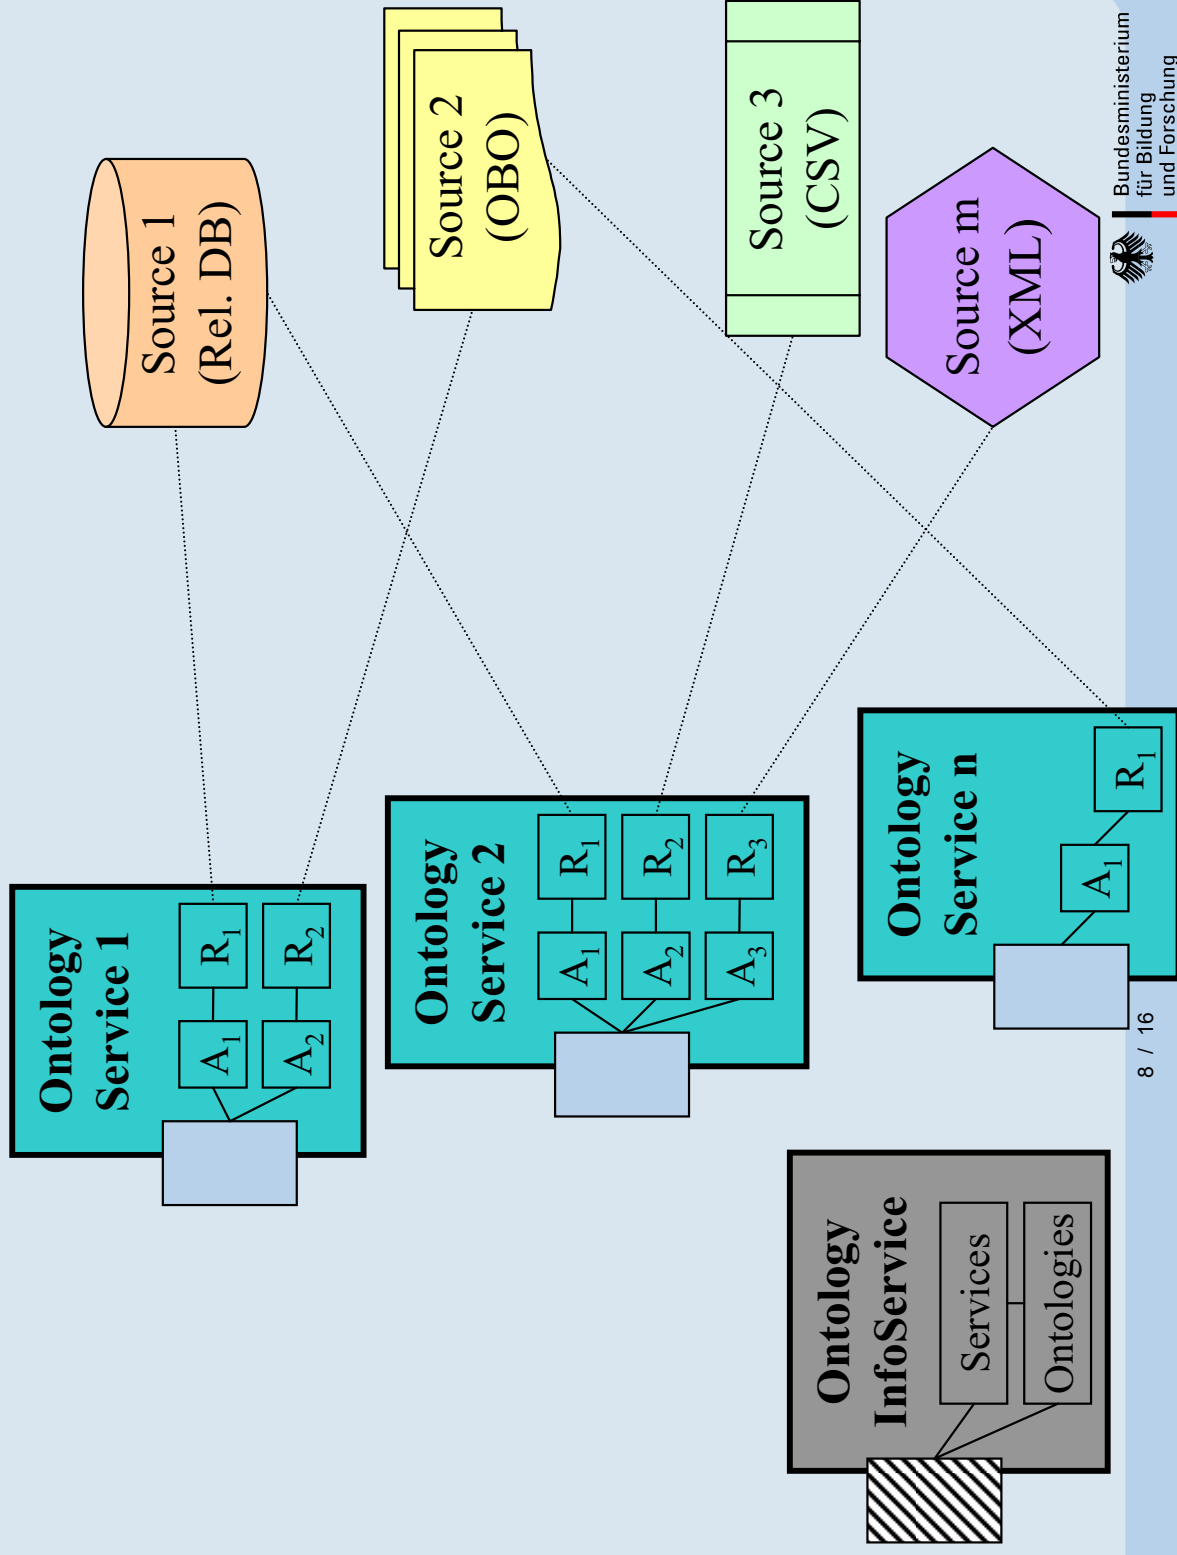 Ontology
Service 1
A1 R1
A2 R2
Source 1
(Rel. DB)
Ontology
Service 2
A1 R1
A2 R2
A3 R3
Source 2
(OBO)
Source 3
(CSV)
Ontology
InfoService
Services
Ontologies
Ontology
Service n
A1
R1
Source m
(XML)
8 / 16
Bundesministerium
für Bildung
und Forschung